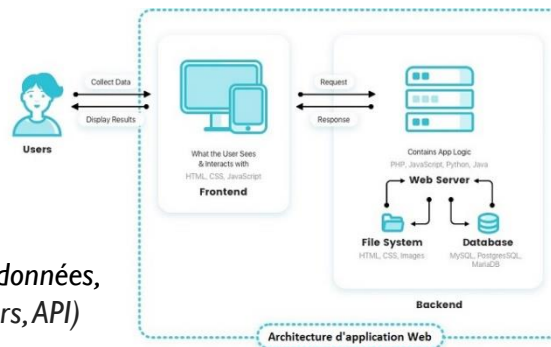 Collect Data
Display Results
Users
What the User Sees
& Interacts with
HTML, CSS, JavaScript
Frontend
Request
Response
Contains App Logic
PHP, JavaScript, Python, Java
Web Server
File System
HTML, CSS, Images
Database
MySQL, PostgreSQL,
MariaDB
Backend
données,
rs, API)
Architecture d'application Web